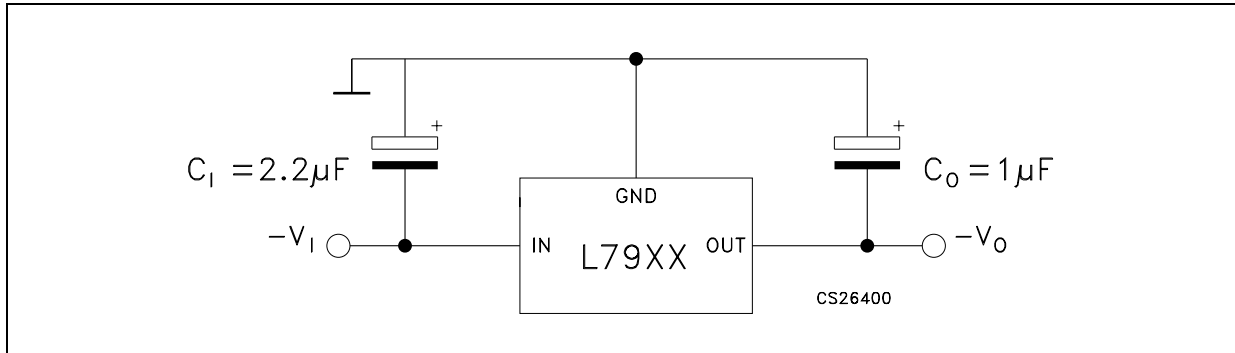 +
+
C_I = 2.2µF
GND
C_O = 1µF
-V_I
IN
L79XX
OUT
-V_O
CS26400